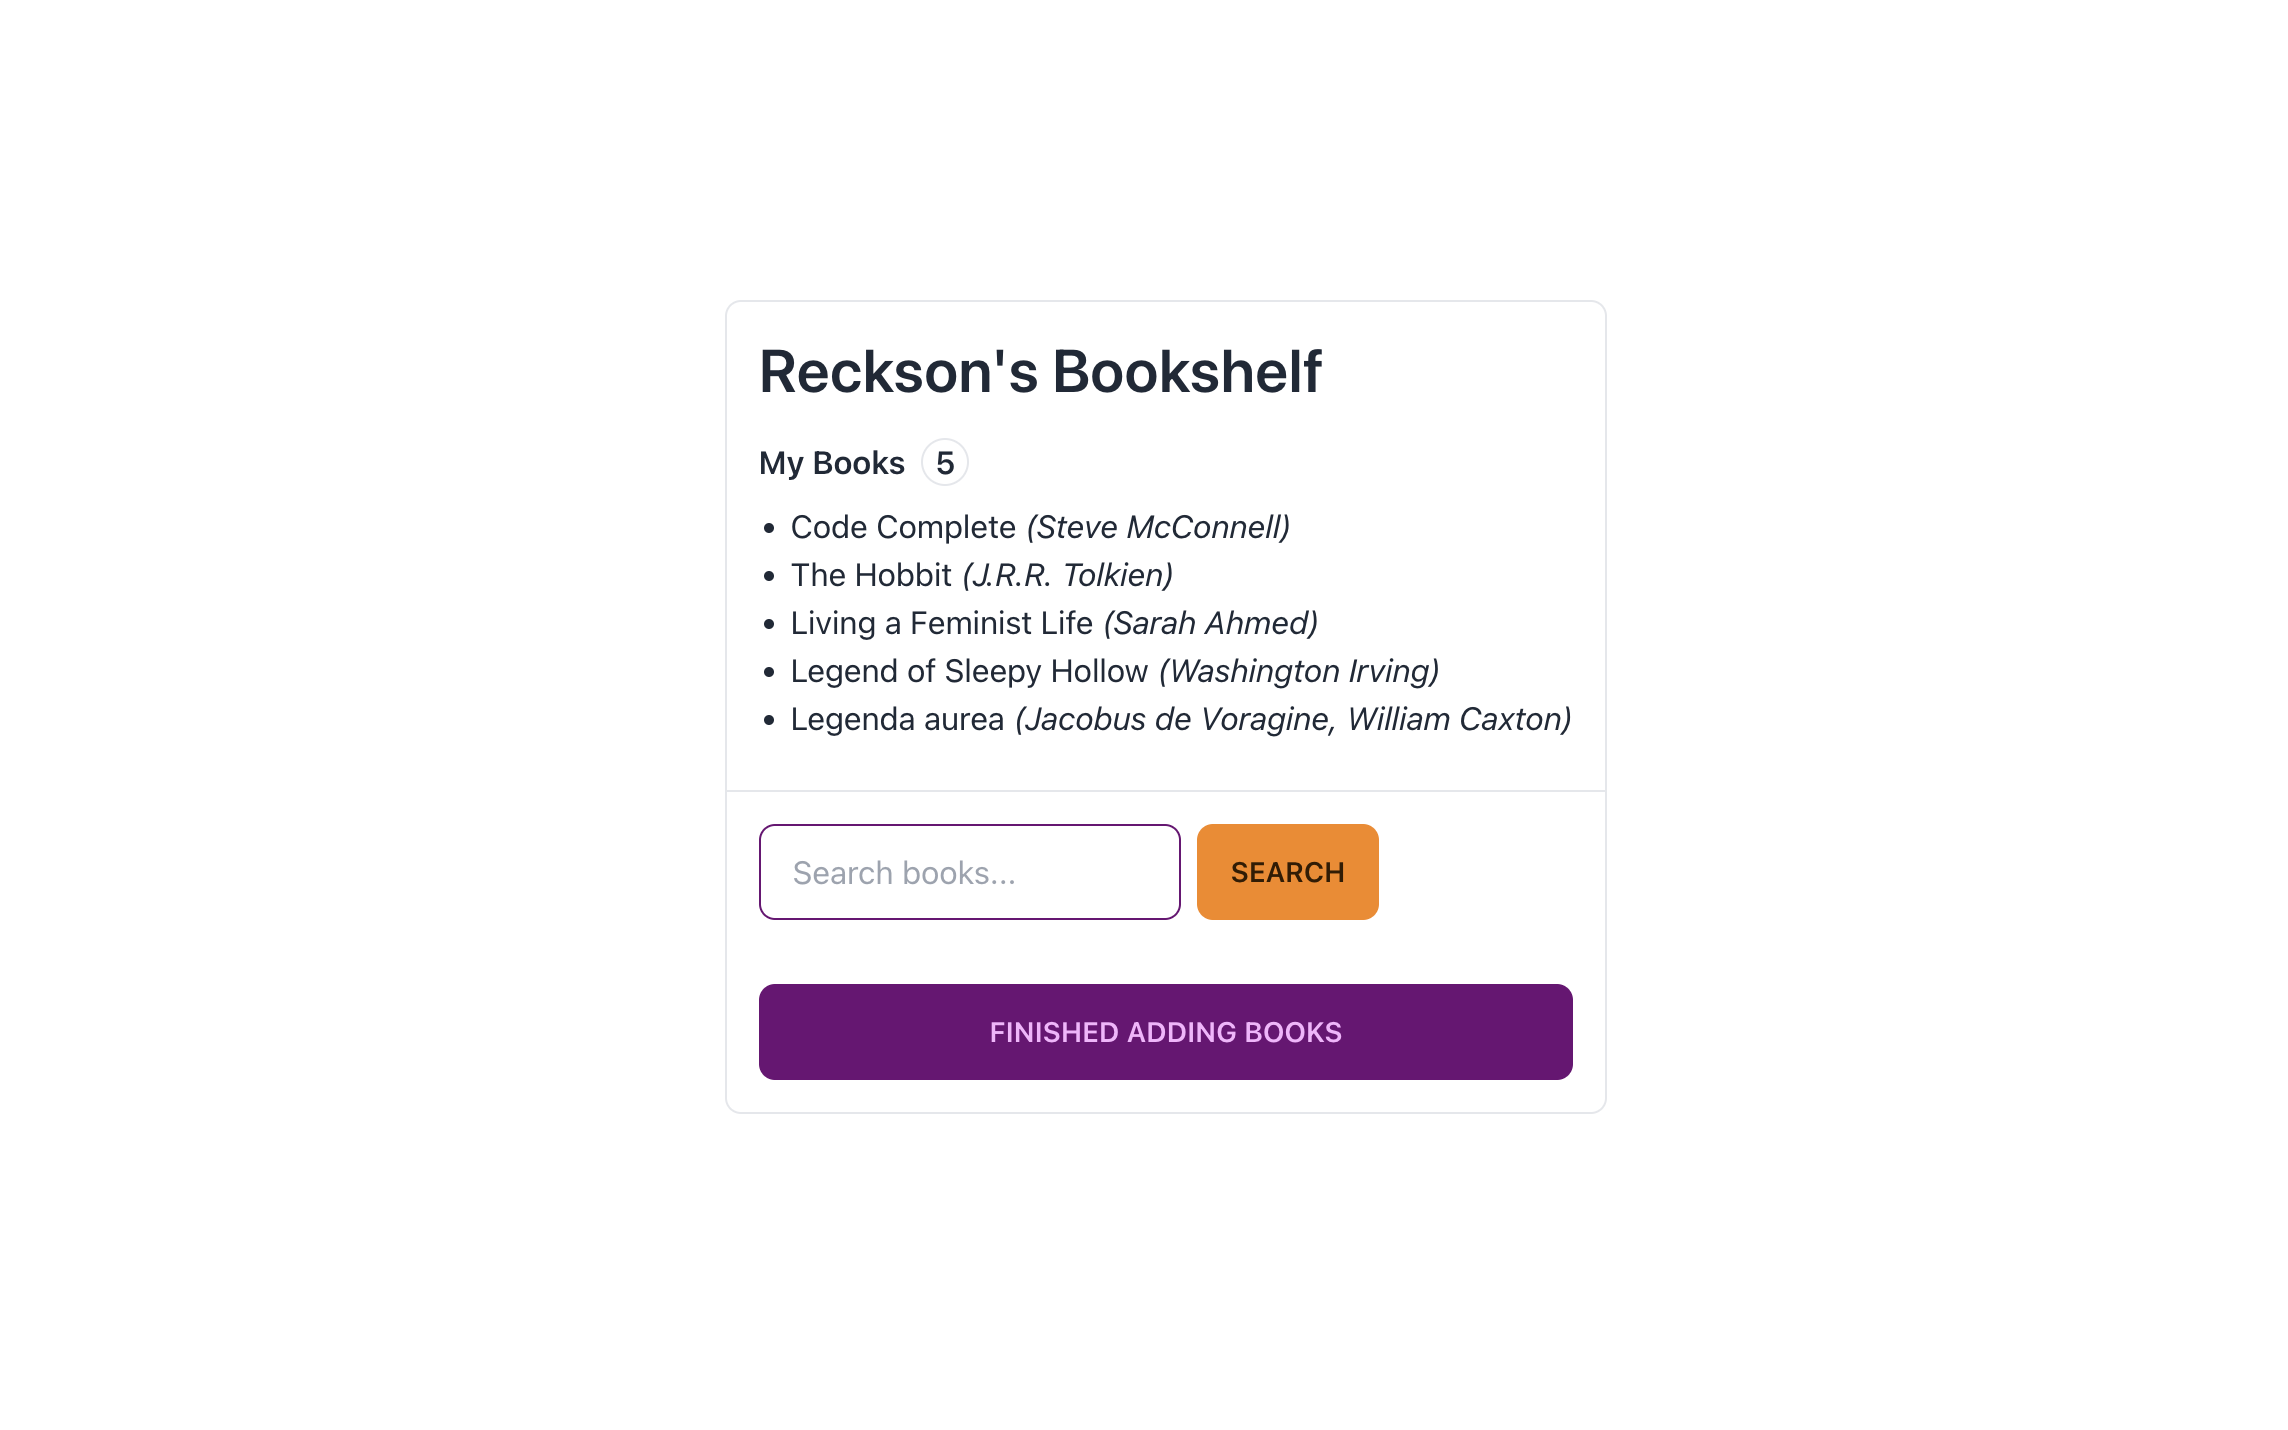 Reckson's Bookshelf
My Books 5
Code Complete (Steve McConnell)
The Hobbit (J.R.R. Tolkien)
Living a Feminist Life (Sarah Ahmed)
Legend of Sleepy Hollow (Washington Irving)
Legenda aurea (Jacobus de Voragine, William Caxton)
Search books... SEARCH
FINISHED ADDING BOOKS